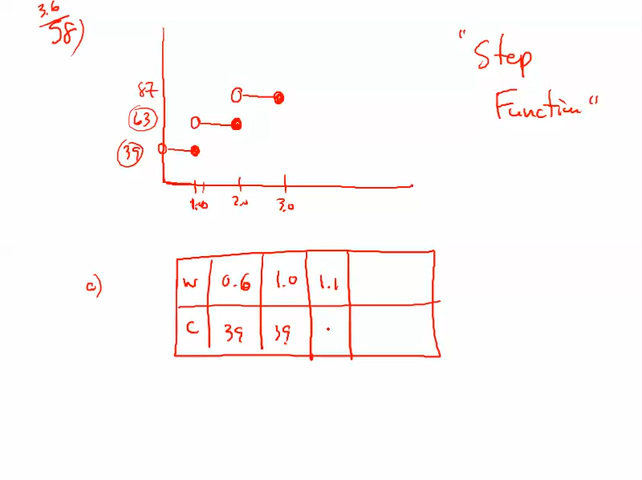 3.6
58)
"Step
Function"
87
63
39
1.0
2.0
3.0
a)
W 0.6 1.0 1.1
C 39 39 .